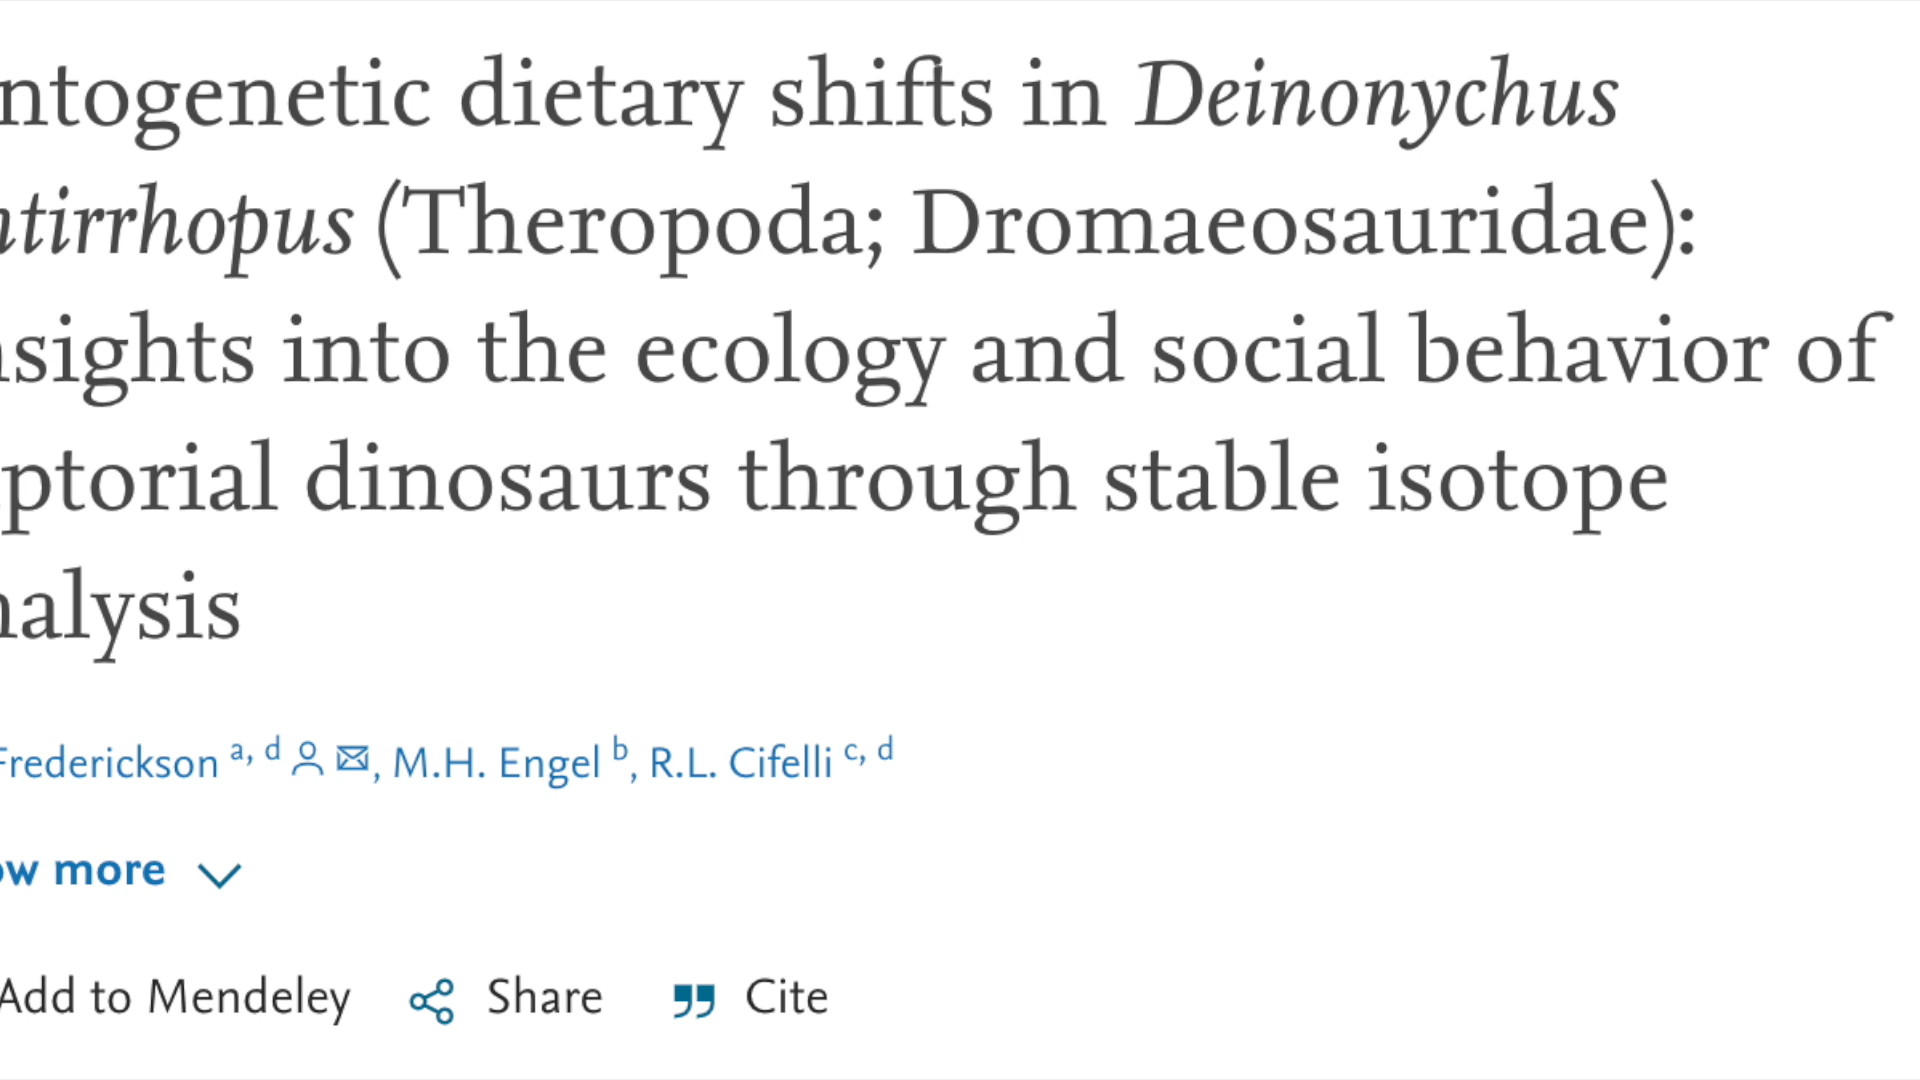 ntogenetic dietary shifts in Deinonychus
ntirrhopus (Theropoda; Dromaeosauridae):
nsights into the ecology and social behavior of
ptorial dinosaurs through stable isotope
nalysis
Frederickson a, d, M.H. Engel b, R.L. Cifelli c, d
ow more
Add to Mendeley Share Cite